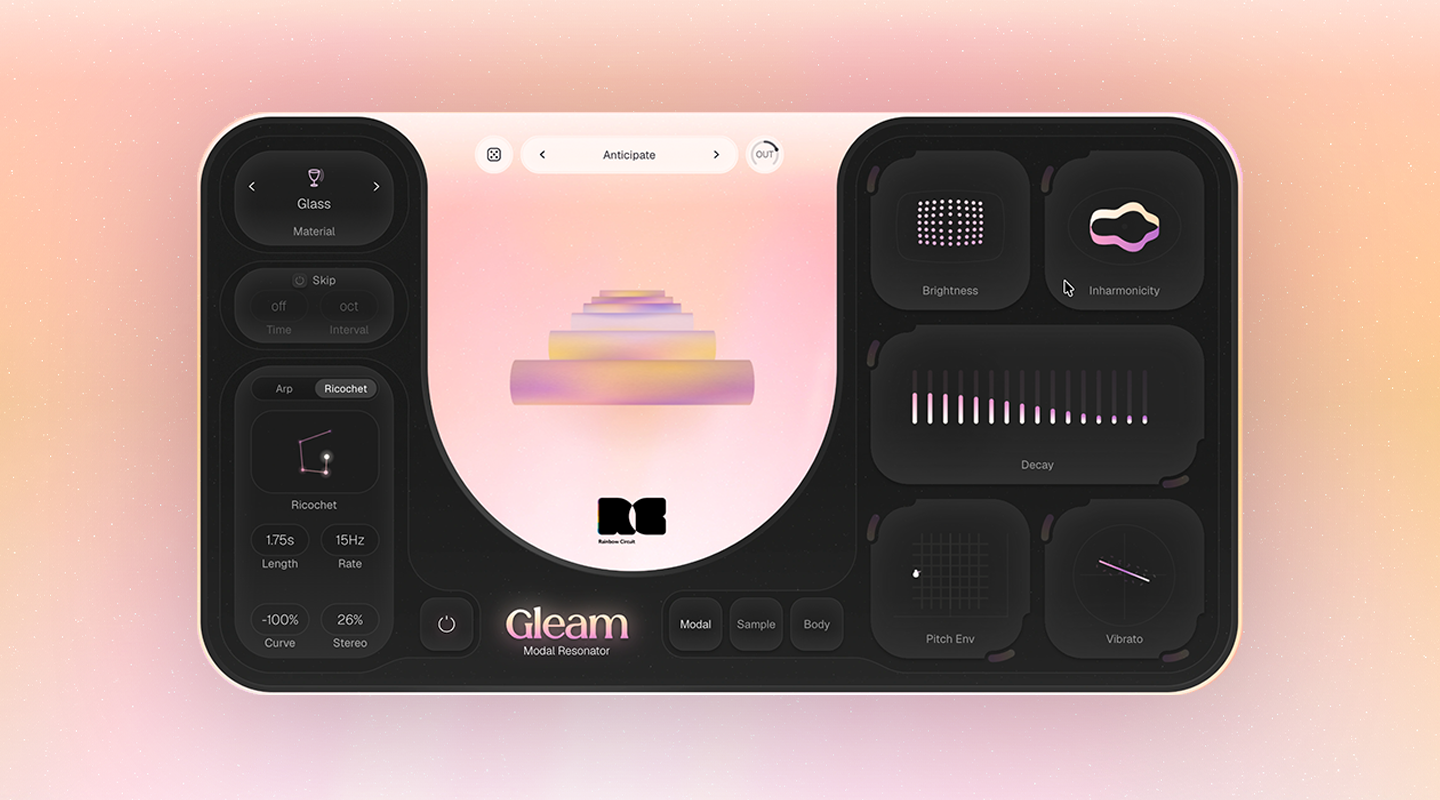 Anticipate
OUT
Glass
Material
Skip
off
oct
Time
Interval
Arp
Ricochet
Ricochet
1.75s
15Hz
Length
Rate
-100%
26%
Curve
Stereo
Rainbow Circuit
Gleam
Modal Resonator
Modal
Sample
Body
Brightness
Inharmonicity
Decay
Pitch Env
Vibrato